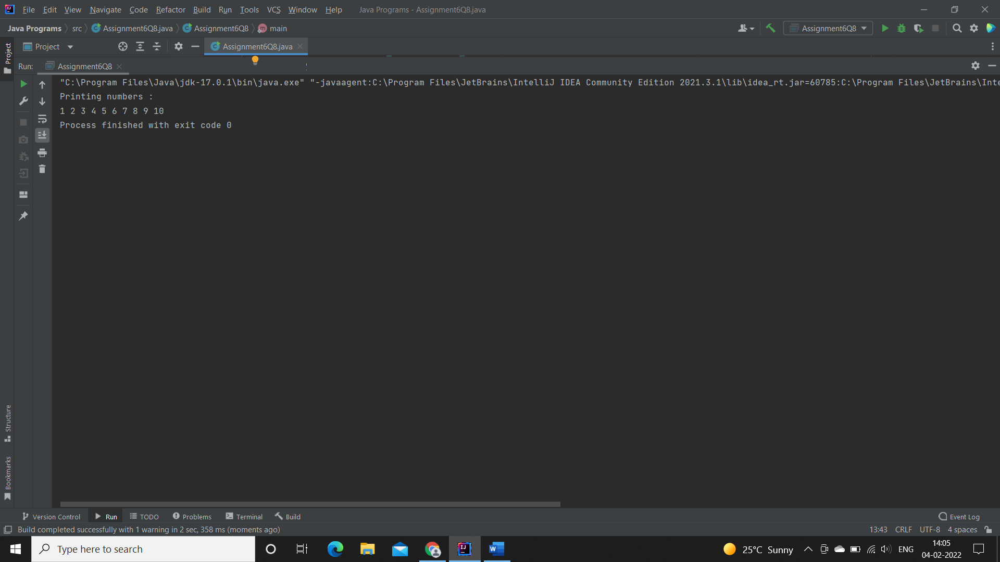 File Edit View Navigate Code Refactor Build Run Tools VCS Window Help Java Programs - Assignment6Q8.java
Java Programs src Assignment6Q8.java Assignment6Q8 main Assignment6Q8
Project Project Assignment6Q8.java
Run: Assignment6Q8
"C:\Program Files\Java\jdk-17.0.1\bin\java.exe" "-javaagent:C:\Program Files\JetBrains\IntelliJ IDEA Community Edition 2021.3.1\lib\idea_rt.jar=60785:C:\Program Files\JetBrains\Inte
Printing numbers :
1 2 3 4 5 6 7 8 9 10
Process finished with exit code 0
Structure
Bookmarks
Version Control Run TODO Problems Terminal Build Event Log
Build completed successfully with 1 warning in 2 sec, 358 ms (moments ago) 13:43 CRLF UTF-8 4 spaces
Type here to search 25°C Sunny ENG 14:05
04-02-2022